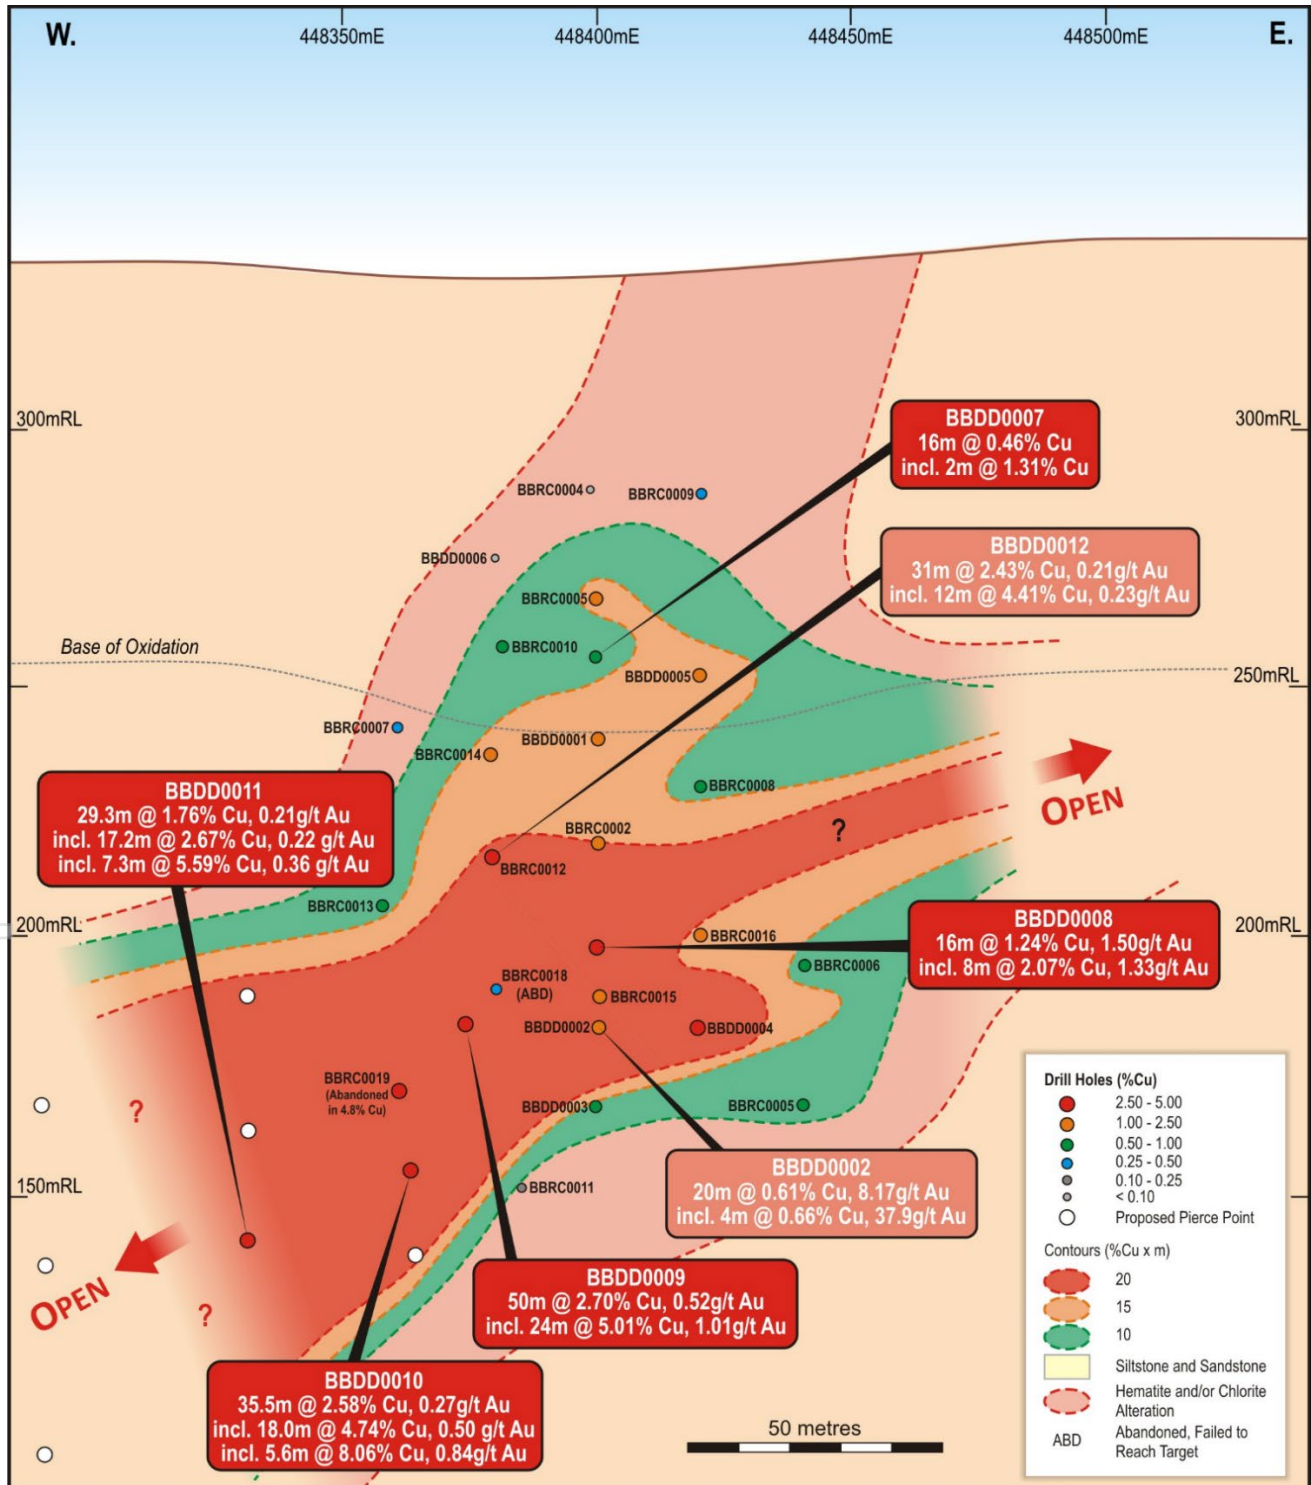 W.
448350mE
448400mE
448450mE
448500mE
E.
300mRL
300mRL
BBDD0007
16m @ 0.46% Cu
incl. 2m @ 1.31% Cu
BBRC0004
BBRC0009
BBDD0006
BBDD0012
31m @ 2.43% Cu, 0.21g/t Au
incl. 12m @ 4.41% Cu, 0.23g/t Au
BBRC0005
Base of Oxidation
BBRC0010
BBDD0005
250mRL
BBRC0007
BBRC0014
BBDD0001
BBRC0008
OPEN
BBDD0011
29.3m @ 1.76% Cu, 0.21g/t Au
incl. 17.2m @ 2.67% Cu, 0.22 g/t Au
incl. 7.3m @ 5.59% Cu, 0.36 g/t Au
BBRC0002
?
BBRC0012
BBRC0013
200mRL
200mRL
BBDD0008
16m @ 1.24% Cu, 1.50g/t Au
incl. 8m @ 2.07% Cu, 1.33g/t Au
BBRC0016
BBRC0006
BBRC0018
(ABD)
BBRC0015
BBDD0002
BBDD0004
BBRC0019
(Abandoned
in 4.8% Cu)
?
BBDD0003
BBRC0005
BBRC0011
150mRL
BBDD0002
20m @ 0.61% Cu, 8.17g/t Au
incl. 4m @ 0.66% Cu, 37.9g/t Au
OPEN
?
BBDD0009
50m @ 2.70% Cu, 0.52g/t Au
incl. 24m @ 5.01% Cu, 1.01g/t Au
BBDD0010
35.5m @ 2.58% Cu, 0.27g/t Au
incl. 18.0m @ 4.74% Cu, 0.50 g/t Au
incl. 5.6m @ 8.06% Cu, 0.84g/t Au
50 metres
Drill Holes (%Cu)
2.50 - 5.00
1.00 - 2.50
0.50 - 1.00
0.25 - 0.50
0.10 - 0.25
< 0.10
Proposed Pierce Point
Contours (%Cu x m)
20
15
10
Siltstone and Sandstone
Hematite and/or Chlorite
Alteration
ABD Abandoned, Failed to
Reach Target